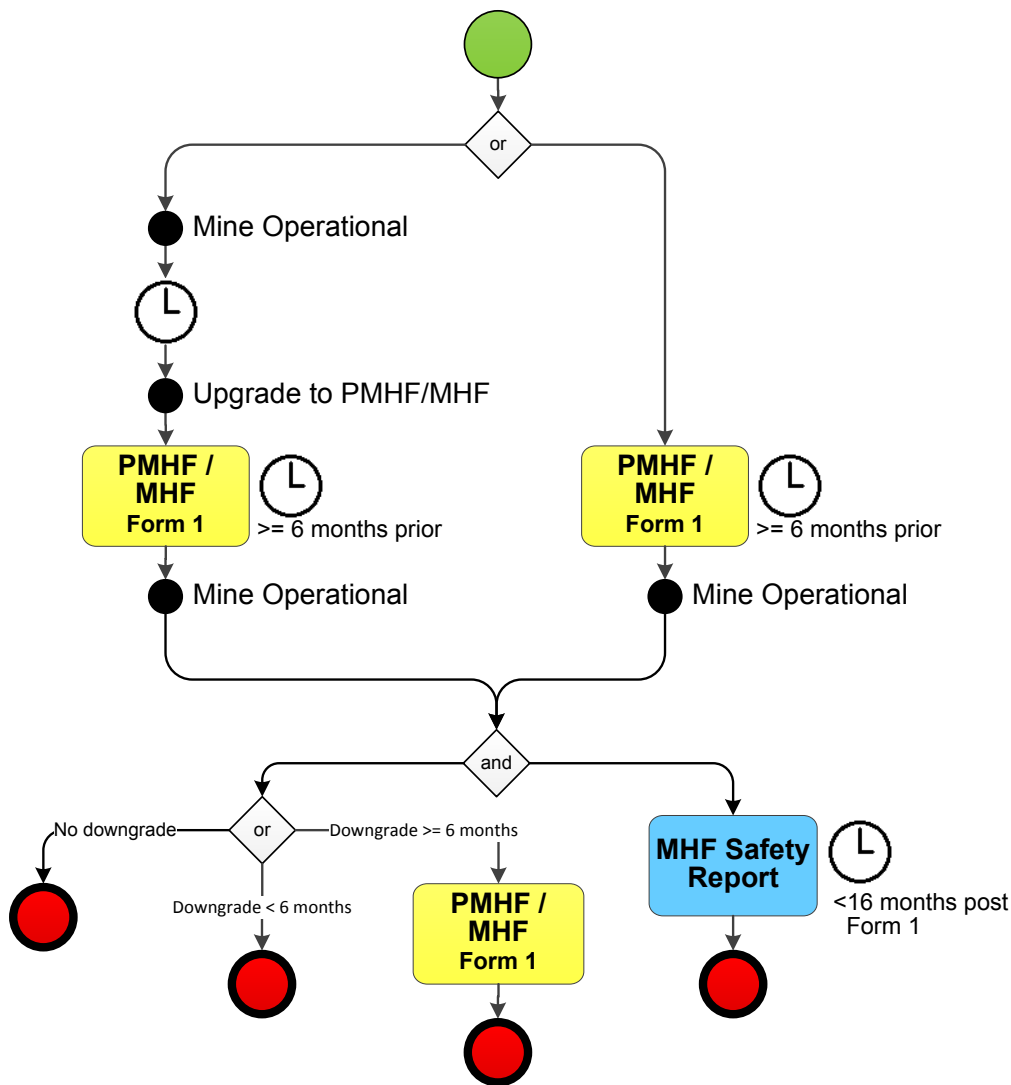 or
Mine Operational
Upgrade to PMHF/MHF
PMHF /
MHF
Form 1
>= 6 months prior
PMHF /
MHF
Form 1
>= 6 months prior
Mine Operational
Mine Operational
and
No downgrade
or
Downgrade >= 6 months
Downgrade < 6 months
PMHF /
MHF
Form 1
MHF Safety
Report
<16 months post
Form 1